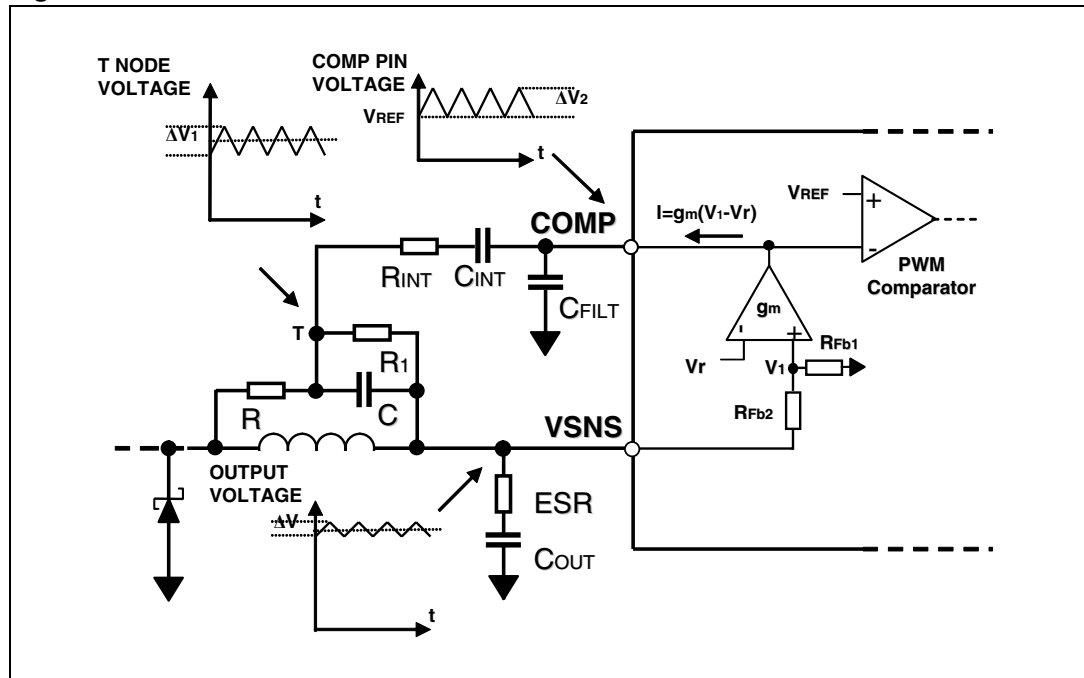 T NODE
VOLTAGE
ΔV1
t
COMP PIN
VOLTAGE
VREF
ΔV2
t
VREF
+
-
PWM
Comparator
I=gm(V1-Vr)
COMP
RINT
CINT
CFILT
gm
-
+
Vr
V1
RFb1
RFb2
T
R1
R
C
VSNS
OUTPUT
VOLTAGE
ΔV
t
ESR
COUT